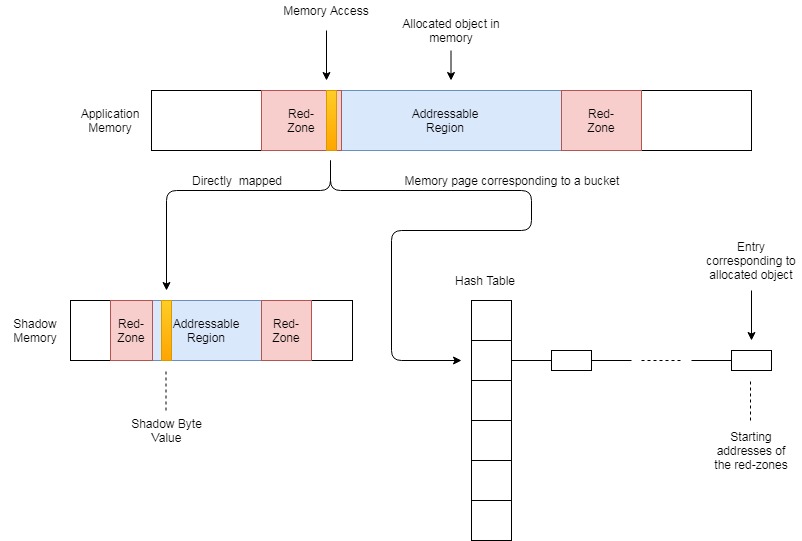 Memory Access
Allocated object in
memory
Application
Memory
Red-
Zone
Addressable
Region
Red-
Zone
Directly mapped
Memory page corresponding to a bucket
Entry
corresponding to
allocated object
Hash Table
Shadow
Memory
Red-
Zone
Addressable
Region
Red-
Zone
Shadow Byte
Value
Starting
addresses of
the red-zones